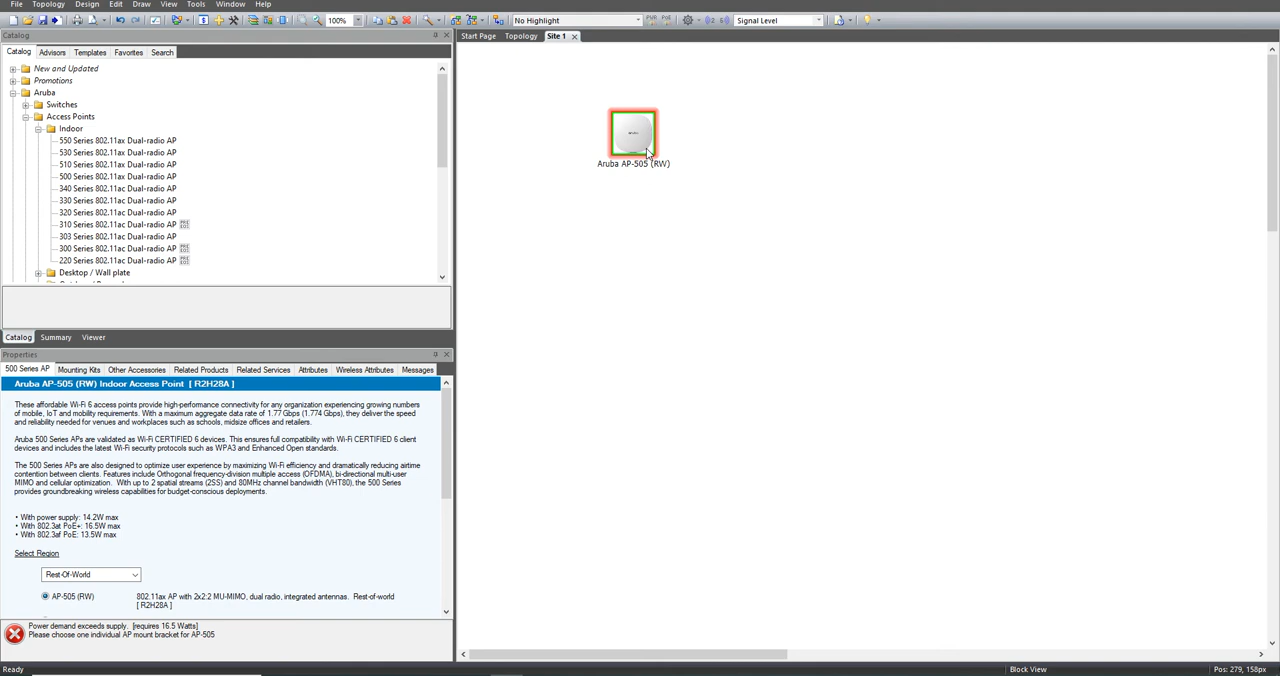 File Topology Design Edit Draw View Tools Window Help
100% No Highlight Signal Level
Catalog
Catalog Advisors Templates Favorites Search
New and Updated
Promotions
Aruba
Switches
Access Points
Indoor
550 Series 802.11ax Dual-radio AP
530 Series 802.11ax Dual-radio AP
510 Series 802.11ax Dual-radio AP
500 Series 802.11ax Dual-radio AP
340 Series 802.11ac Dual-radio AP
330 Series 802.11ac Dual-radio AP
320 Series 802.11ac Dual-radio AP
310 Series 802.11ac Dual-radio AP
303 Series 802.11ac Dual-radio AP
300 Series 802.11ac Dual-radio AP
220 Series 802.11ac Dual-radio AP
Desktop / Wall plate
Catalog Summary Viewer
Properties
500 Series AP Mounting Kits Other Accessories Related Products Related Services Attributes Wireless Attributes Messages
Aruba AP-505 (RW) Indoor Access Point [ R2H28A ]
These affordable Wi-Fi 6 access points provide high-performance connectivity for any organization experiencing growing numbers
of mobile, IoT and mobility requirements. With a maximum aggregate data rate of 1.77 Gbps (1.774 Gbps), they deliver the speed
and reliability needed for venues and workplaces such as schools, midsize offices and retailers.
Aruba 500 Series APs are validated as Wi-Fi CERTIFIED 6 devices. This ensures full compatibility with Wi-Fi CERTIFIED 6 client
devices and includes the latest Wi-Fi security protocols such as WPA3 and Enhanced Open standards.
The 500 Series APs are also designed to optimize user experience by maximizing Wi-Fi efficiency and dramatically reducing airtime
contention between clients. Features include Orthogonal frequency-division multiple access (OFDMA), bi-directional multi-user
MIMO and cellular optimization. With up to 2 spatial streams (2SS) and 80MHz channel bandwidth (VHT80), the 500 Series
provides groundbreaking wireless capabilities for budget-conscious deployments.
• With power supply: 14.2W max
• With 802.3at PoE+: 16.5W max
• With 802.3af PoE: 13.5W max
Select Region
Rest-Of-World
AP-505 (RW) 802.11ax AP with 2x2:2 MU-MIMO, dual radio, integrated antennas. Rest-of-world
[ R2H28A ]
Power demand exceeds supply. [requires 16.5 Watts]
Please choose one individual AP mount bracket for AP-505
Ready
Start Page Topology Site 1
Aruba AP-505 (RW)
Block View
Pos: 279, 158px